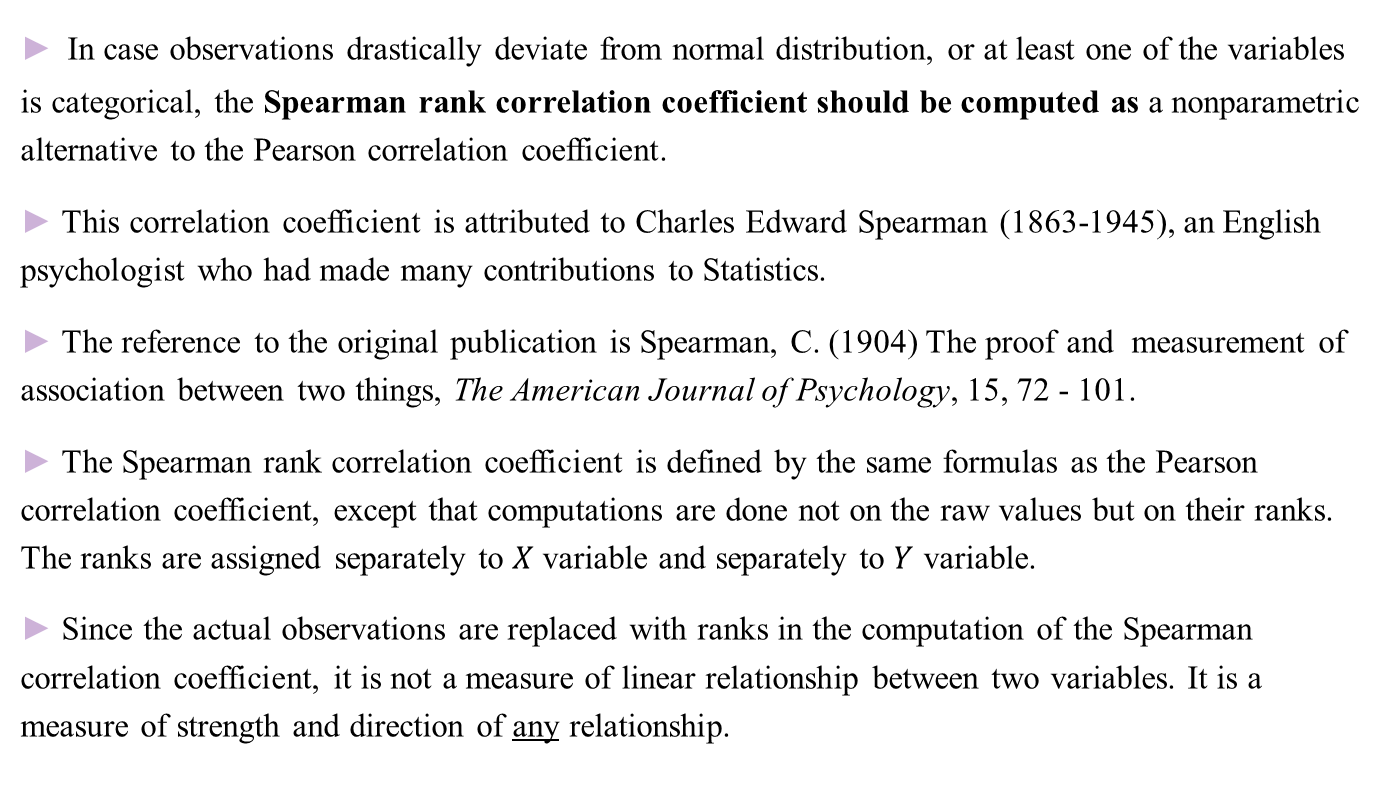 ► In case observations drastically deviate from normal distribution, or at least one of the variables
is categorical, the Spearman rank correlation coefficient should be computed as a nonparametric
alternative to the Pearson correlation coefficient.
► This correlation coefficient is attributed to Charles Edward Spearman (1863-1945), an English
psychologist who had made many contributions to Statistics.
► The reference to the original publication is Spearman, C. (1904) The proof and measurement of
association between two things, The American Journal of Psychology, 15, 72 - 101.
► The Spearman rank correlation coefficient is defined by the same formulas as the Pearson
correlation coefficient, except that computations are done not on the raw values but on their ranks.
The ranks are assigned separately to X variable and separately to Y variable.
► Since the actual observations are replaced with ranks in the computation of the Spearman
correlation coefficient, it is not a measure of linear relationship between two variables. It is a
measure of strength and direction of any relationship.